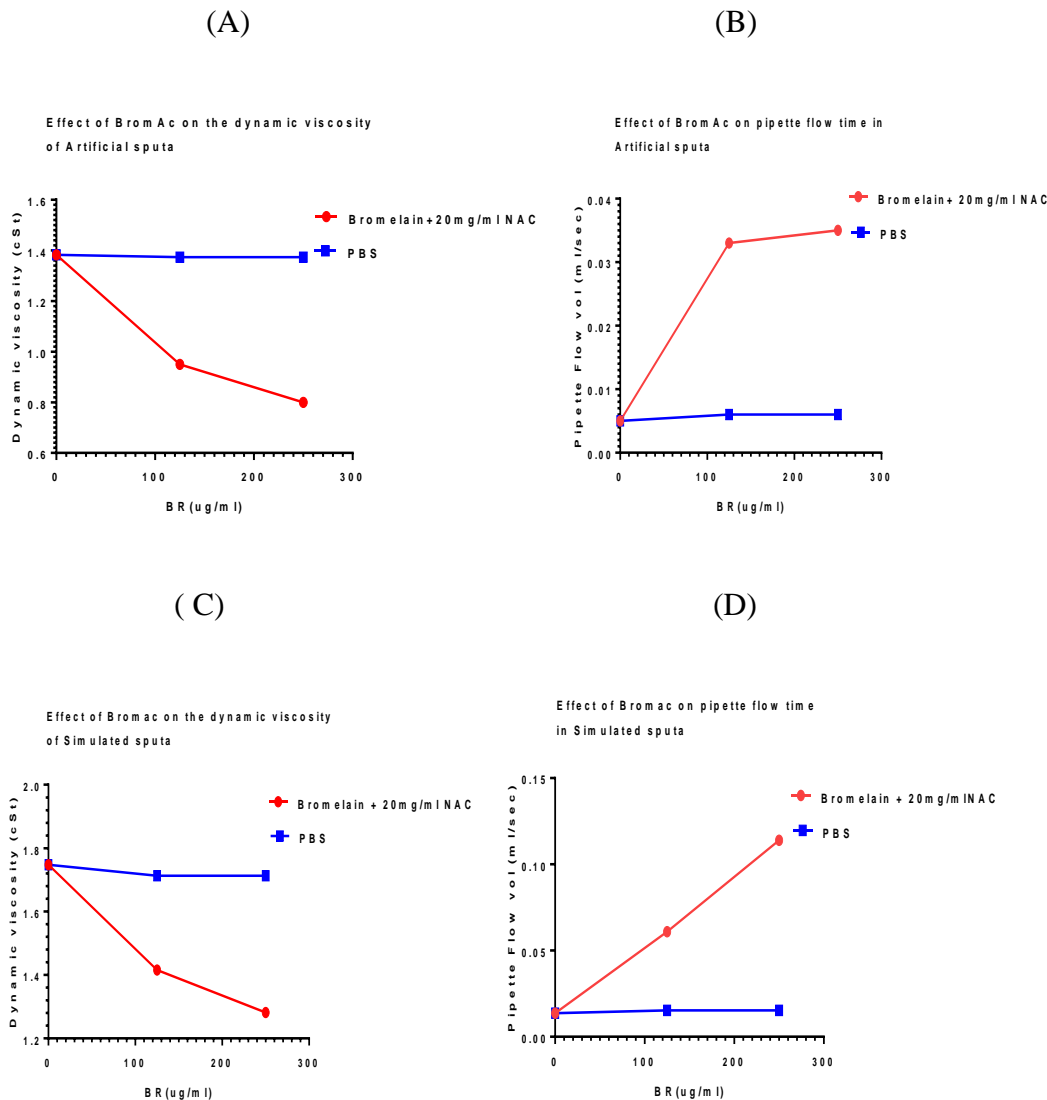 (A)
(B)
Effect of BromAc on the dynamic viscosity
of Artificial sputa
Effect of BromAc on pipette flow time in
Artificial sputa
Dynamic viscosity (cSt)
1.6
1.4
1.2
1.0
0.8
0.6
0
100
200
300
BR(ug/ml)
Bromelain+20mg/ml NAC
PBS
Pipette Flow vol(ml/sec)
0.04
0.03
0.02
0.01
0.00
0
100
200
300
BR(ug/ml)
Bromelain+20mg/ml NAC
PBS
( C)
(D)
Effect of Bromac on the dynamic viscosity
of Simulated sputa
Effect of Bromac on pipette flow time
in Simulated sputa
Dynamic viscosity (cSt)
2.0
1.8
1.6
1.4
1.2
0
100
200
300
BR(ug/ml)
Bromelain + 20mg/ml NAC
PBS
Pipette Flow vol (ml/sec)
0.15
0.10
0.05
0.00
0
100
200
300
BR(ug/ml)
Bromelain + 20mg/mlNAC
PBS